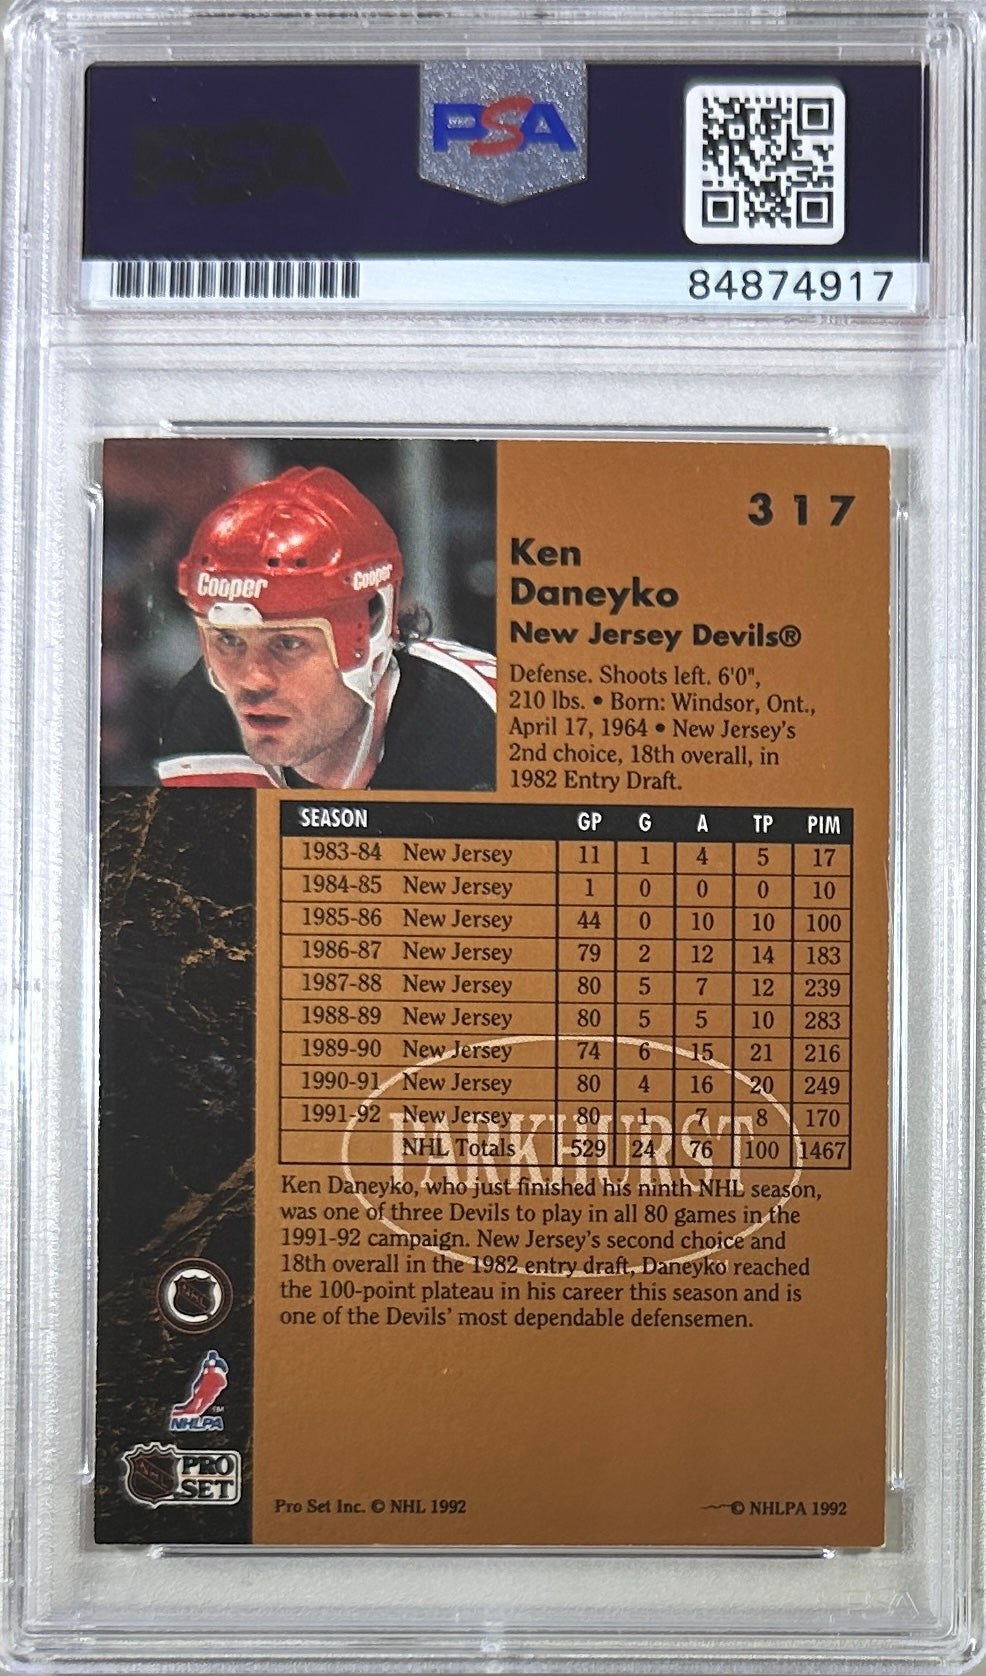 PSA
84874917
Cooper
Cooper
317
Ken
Daneyko
New Jersey Devils®
Defense. Shoots left. 6'0",
210 lbs. • Born: Windsor, Ont.,
April 17, 1964 • New Jersey's
2nd choice, 18th overall, in
1982 Entry Draft.
SEASON GP G A TP PIM
1983-84 New Jersey 11 1 4 5 17
1984-85 New Jersey 1 0 0 0 10
1985-86 New Jersey 44 0 10 10 100
1986-87 New Jersey 79 2 12 14 183
1987-88 New Jersey 80 5 7 12 239
1988-89 New Jersey 80 5 5 10 283
1989-90 New Jersey 74 6 15 21 216
1990-91 New Jersey 80 4 16 20 249
1991-92 New Jersey 80 1 7 8 170
NHL Totals 529 24 76 100 1467
PARKHURST
Ken Daneyko, who just finished his ninth NHL season,
was one of three Devils to play in all 80 games in the
1991-92 campaign. New Jersey's second choice and
18th overall in the 1982 entry draft, Daneyko reached
the 100-point plateau in his career this season and is
one of the Devils' most dependable defensemen.
NHL
NHLPA TM
NHL PRO
SET
Pro Set Inc. © NHL 1992
© NHLPA 1992
PSA